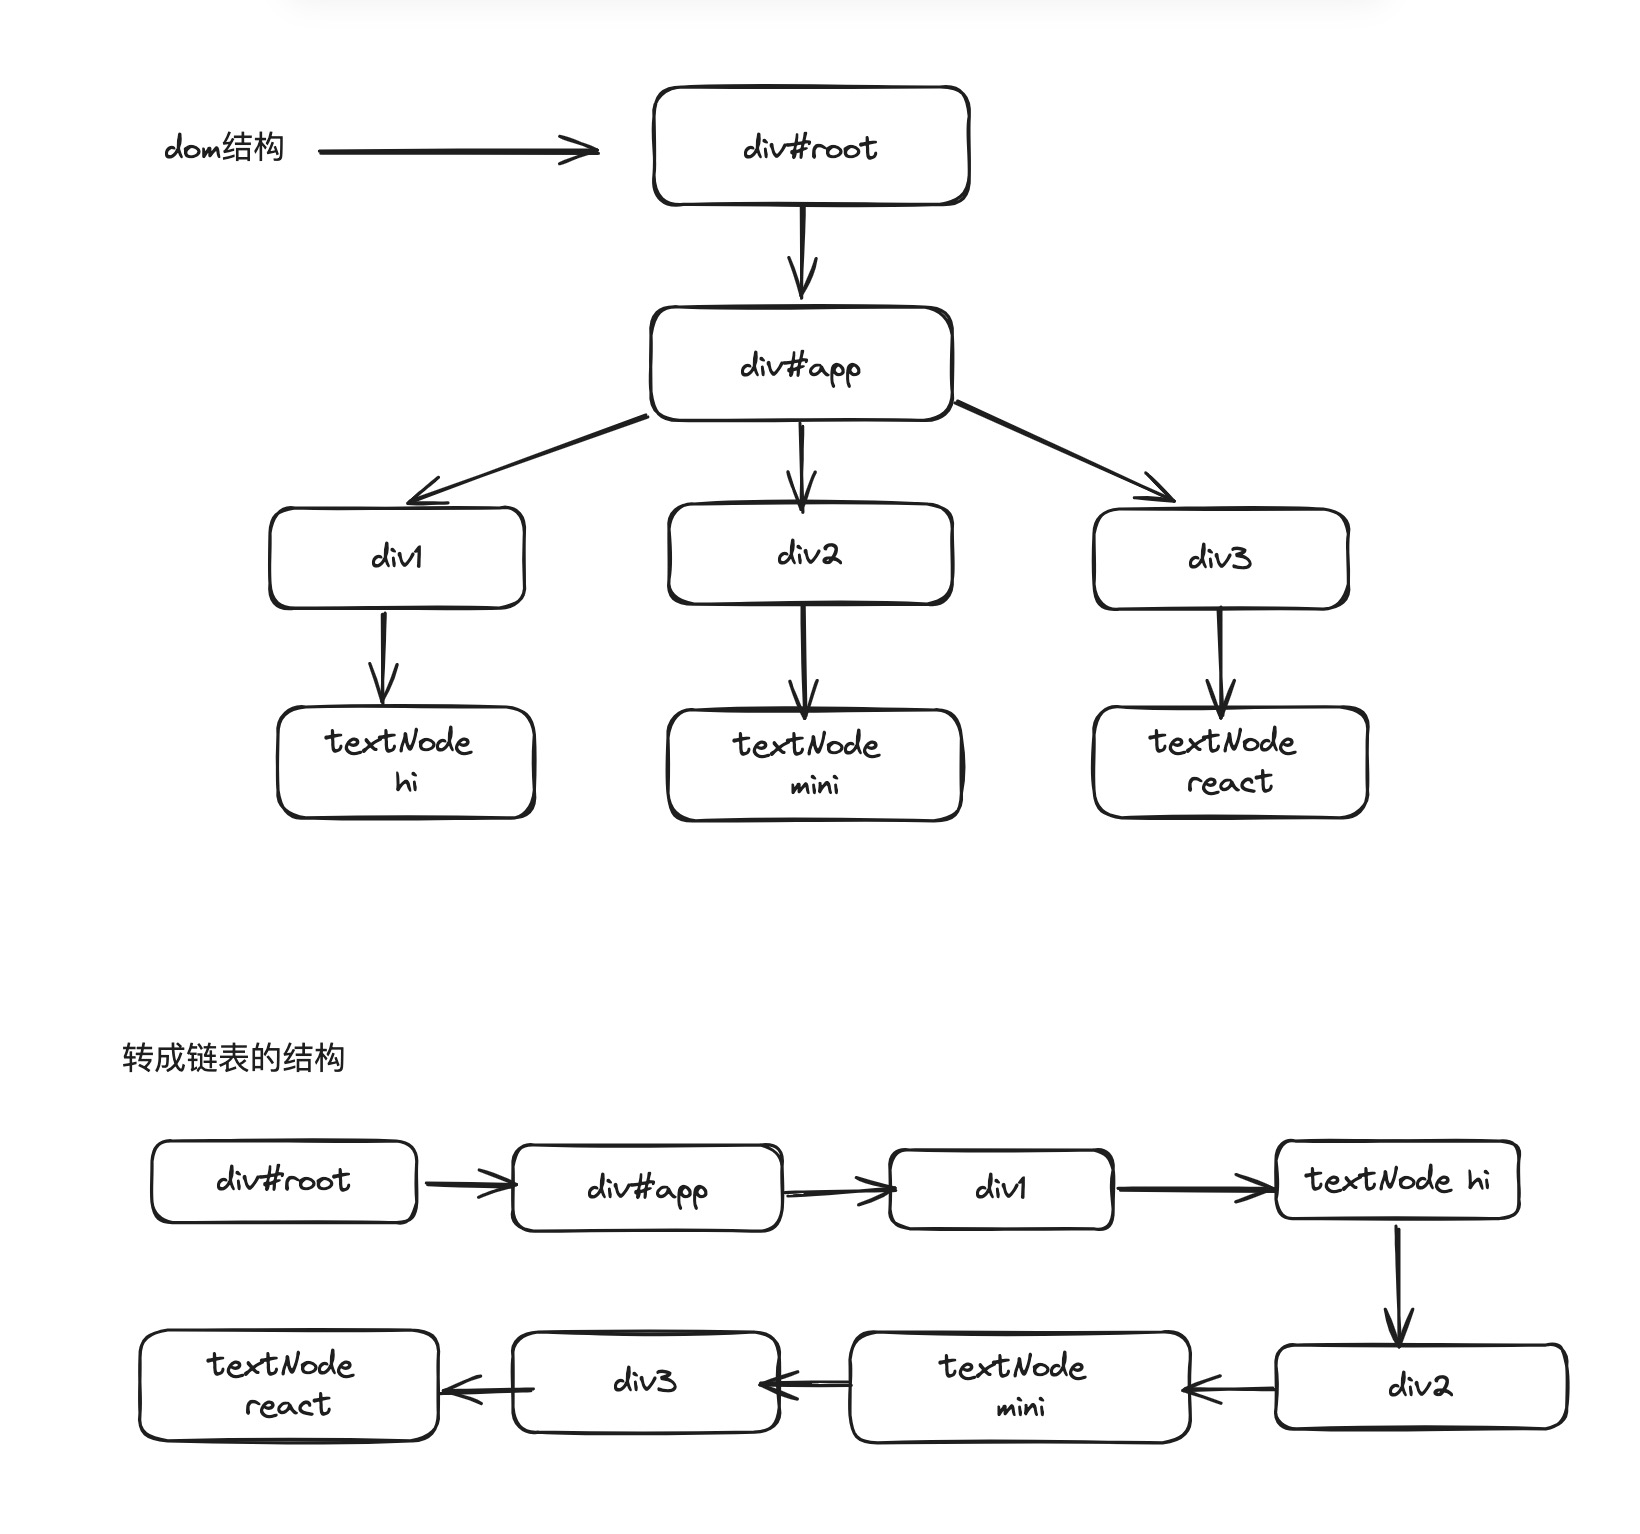 dom结构
div#root
div#app
div1
div2
div3
textNode
hi
textNode
mini
textNode
react
转成链表的结构
div#root
div#app
div1
textNode hi
textNode
react
div3
textNode
mini
div2